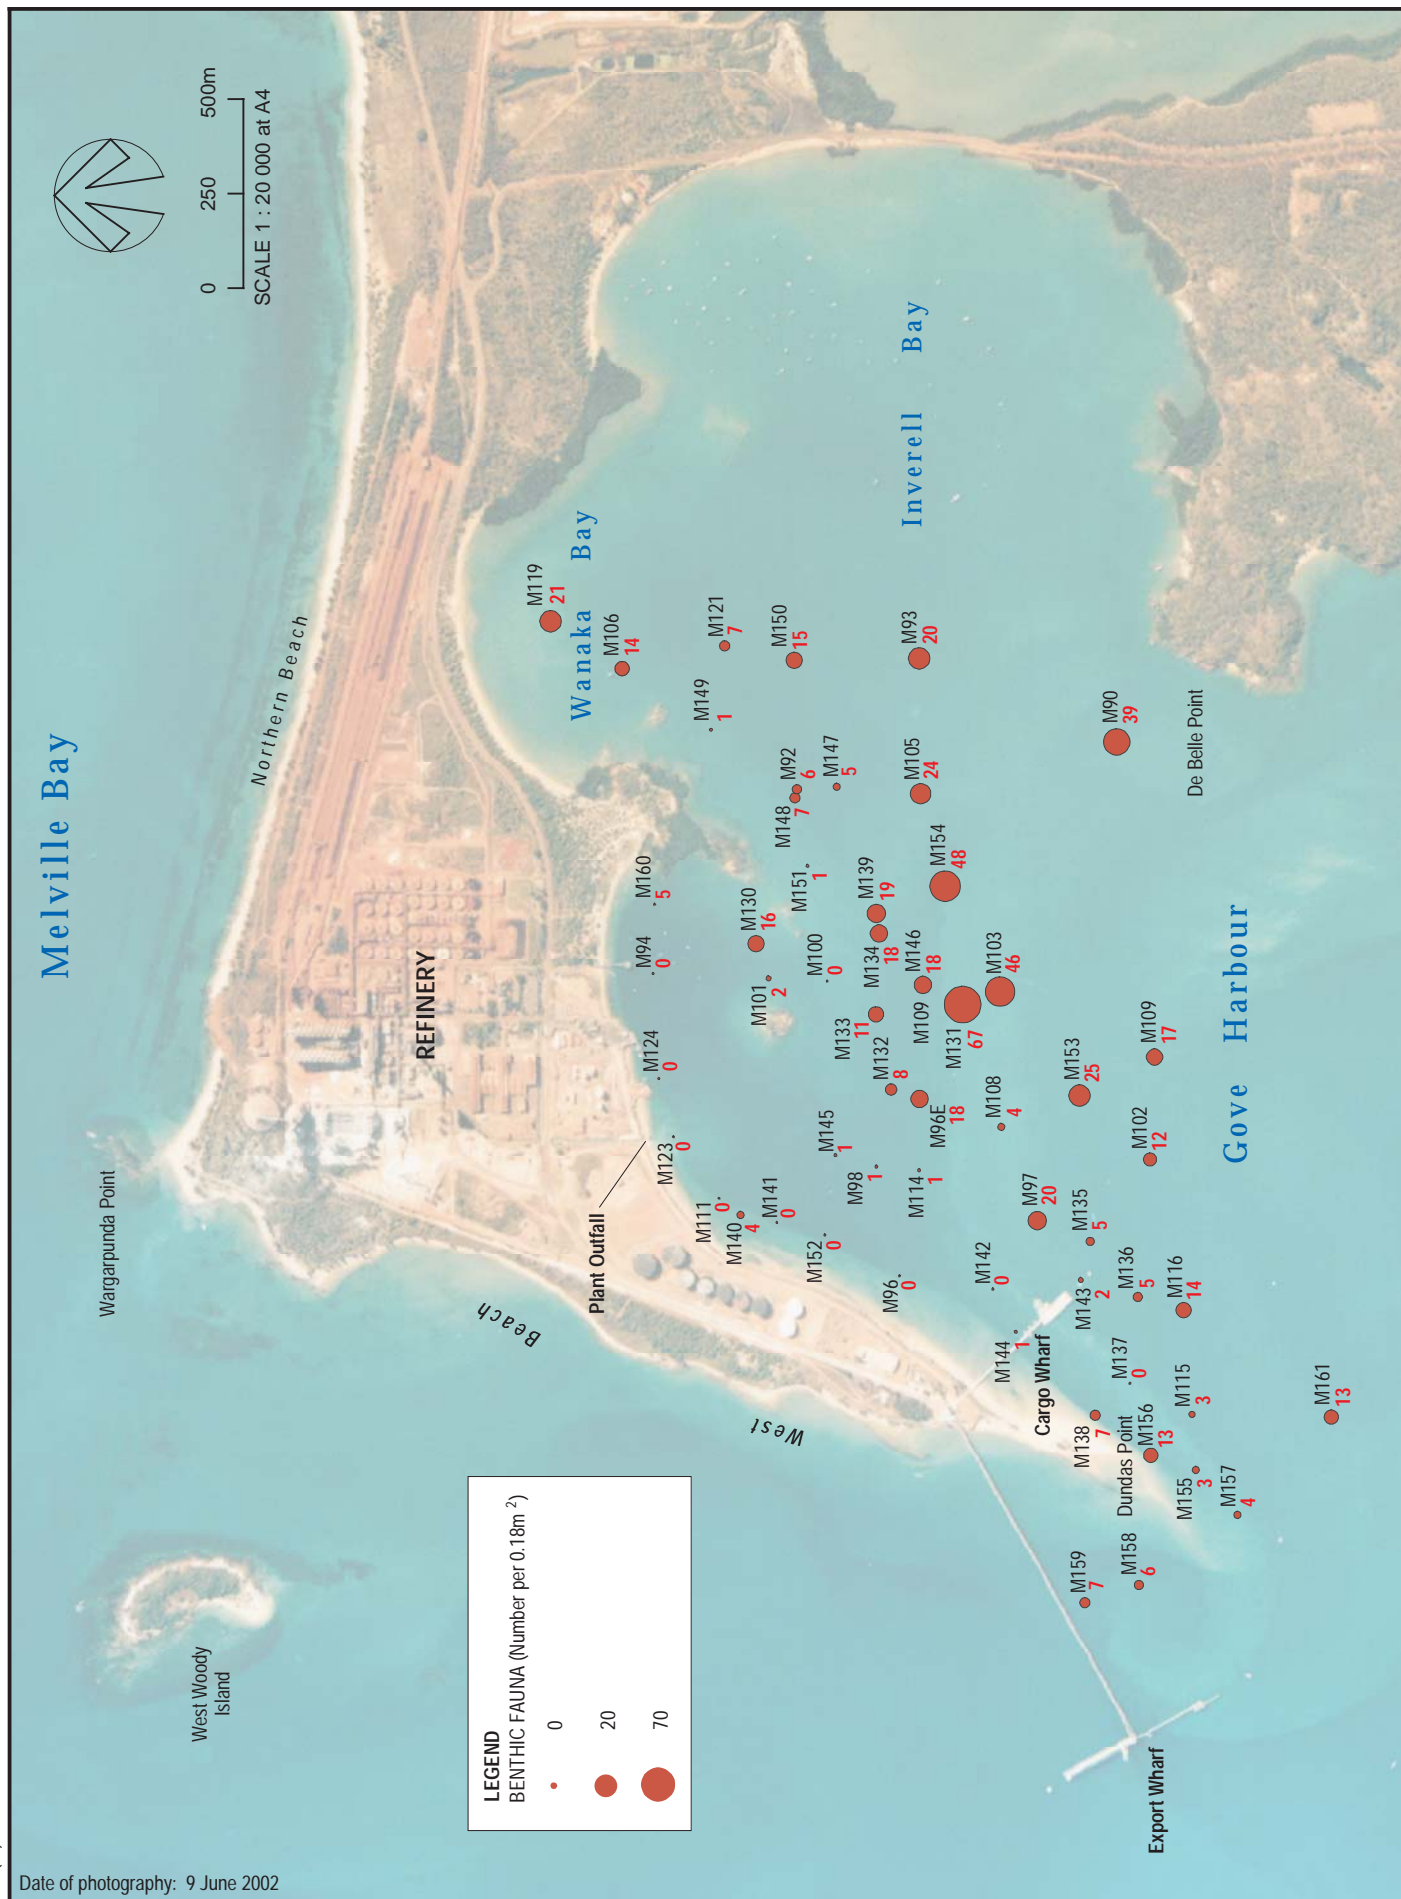 Melville Bay
Northern Beach
Wargarpunda Point
West Woody
Island
0 250 500m
SCALE 1 : 20 000 at A4
REFINERY
Plant Outfall
West Beach
Wanaka Bay
Inverell Bay
Gove Harbour
De Belle Point
Cargo Wharf
Dundas Point
Export Wharf
LEGEND
BENTHIC FAUNA (Number per 0.18m ²)
0
20
70
M119
21
M106
14
M121
7
M149
1
M150
15
M93
20
M90
39
M92
6
M148
7
M147
5
M105
24
M151
1
M154
48
M160
5
M94
0
M130
16
M101
2
M100
0
M139
19
M134
18
M146
18
M109
M103
46
M131
67
M133
11
M132
8
M96E
18
M108
4
M153
25
M109
17
M102
12
M124
0
M123
0
M145
1
M98
1
M114
1
M111
0
M140
4
M141
0
M152
0
M96
0
M142
0
M97
20
M135
5
M143
2
M136
5
M116
14
M144
1
M137
0
M115
3
M138
7
M156
13
M155
3
M157
4
M161
13
M159
7
M158
6
Date of photography: 9 June 2002